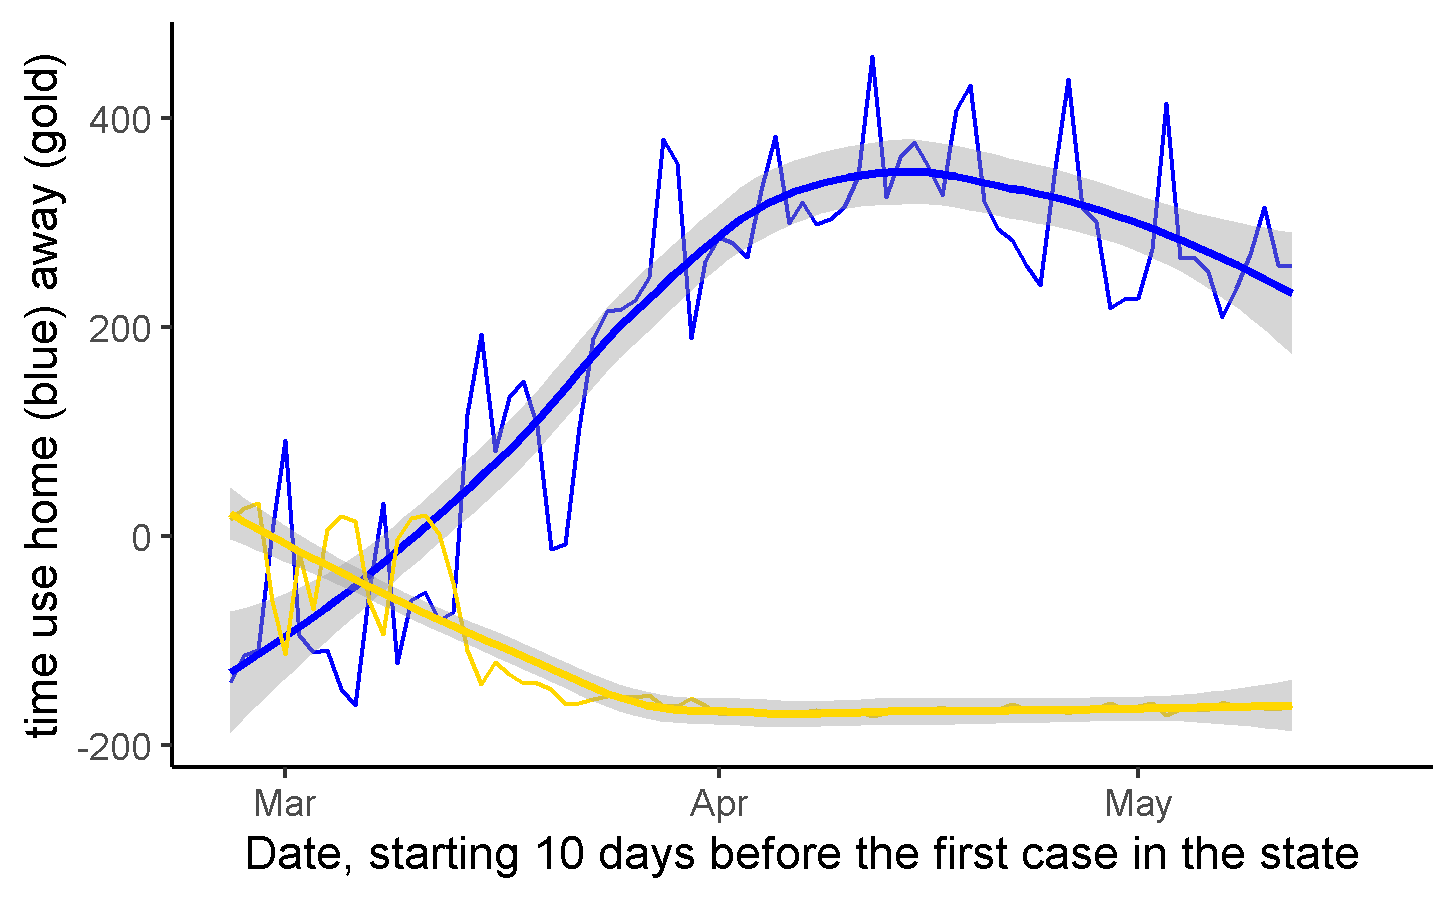 time use home (blue) away (gold)
400
200
0
-200
Mar
Apr
May
Date, starting 10 days before the first case in the state